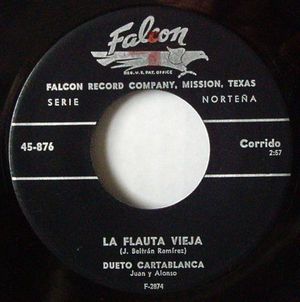 Falcon
REG. U.S. PAT. OFFICE
FALCON RECORD COMPANY, MISSION, TEXAS
SERIE NORTEÑA
45-876 Corrido
2:57
LA FLAUTA VIEJA
(J. Beltrán Ramírez)
DUETO CARTABLANCA
Juan y Alonso
F-2874